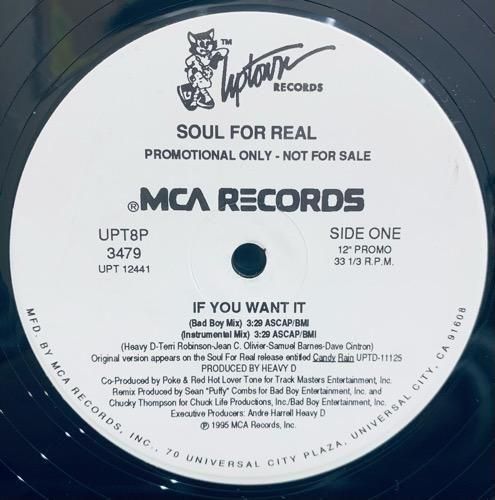 TM
Uptown
RECORDS
SOUL FOR REAL
PROMOTIONAL ONLY - NOT FOR SALE
®MCA RECORDS
UPT8P
3479
UPT 12441
SIDE ONE
12" PROMO
33 1/3 R.P.M.
IF YOU WANT IT
(Bad Boy Mix) 3:29 ASCAP/BMI
(Instrumental Mix) 3:29 ASCAP/BMI
(Heavy D-Terri Robinson-Jean C. Olivier-Samuel Barnes-Dave Cintron)
Original version appears on the Soul For Real release entitled Candy Rain UPTD-11125
PRODUCED BY HEAVY D
Co-Produced by Poke & Red Hot Lover Tone for Track Masters Entertainment, Inc.
Remix Produced by Sean "Puffy" Combs for Bad Boy Entertainment, Inc. and
Chucky Thompson for Chuck Life Productions, Inc./Bad Boy Entertainment, Inc.
Executive Producers: Andre Harrell Heavy D
℗ 1995 MCA Records, Inc.
MFD. BY MCA RECORDS, INC., 70 UNIVERSAL CITY PLAZA, UNIVERSAL CITY, CA 91608